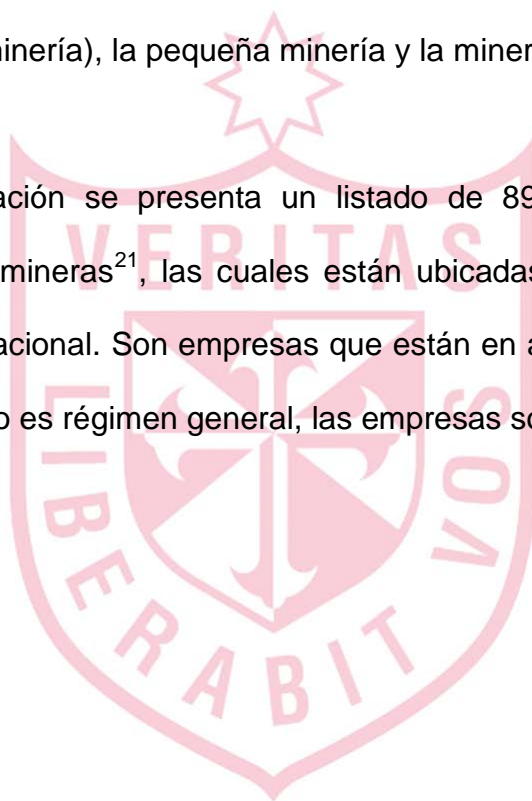 inería), la pequeña minería y la miner
ación se presenta un listado de 89
mineras²¹, las cuales están ubicadas
acional. Son empresas que están en a
o es régimen general, las empresas so
VERITAS
LIBERABIT VOS